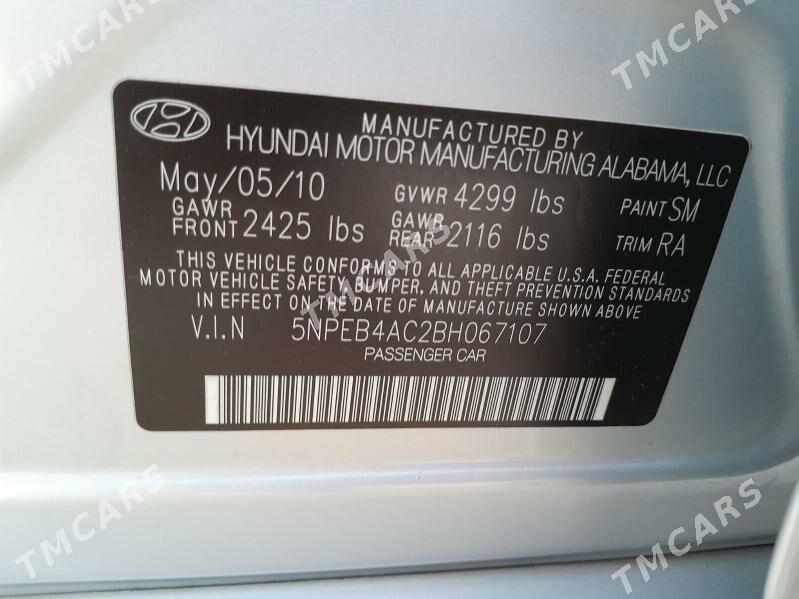 MANUFACTURED BY
HYUNDAI MOTOR MANUFACTURING ALABAMA, LLC
May/05/10 GVWR 4299 lbs PAINT SM
GAWR FRONT 2425 lbs GAWR REAR 2116 lbs TRIM RA
THIS VEHICLE CONFORMS TO ALL APPLICABLE U.S.A. FEDERAL
MOTOR VEHICLE SAFETY, BUMPER, AND THEFT PREVENTION STANDARDS
IN EFFECT ON THE DATE OF MANUFACTURE SHOWN ABOVE.
V.I.N 5NPEB4AC2BH067107
PASSENGER CAR
TMCARS
TMCARS
TMCARS
TMCARS
TMCARS
TMCARS